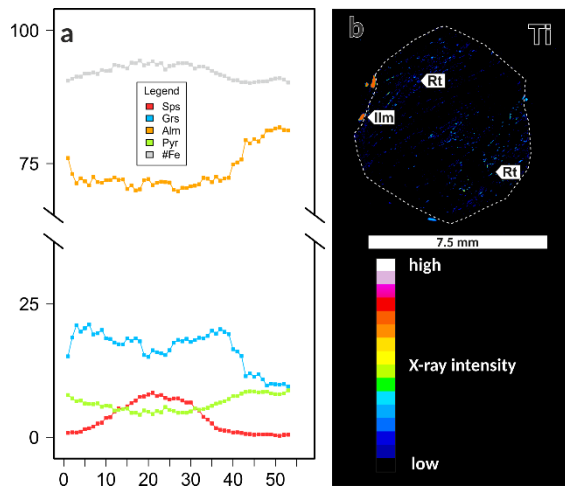 a
100
75
25
0
0 10 20 30 40 50
Legend
Sps
Grs
Alm
Pyr
#Fe
b
Ti
Rt
Ilm
Rt
7.5 mm
high
X-ray intensity
low